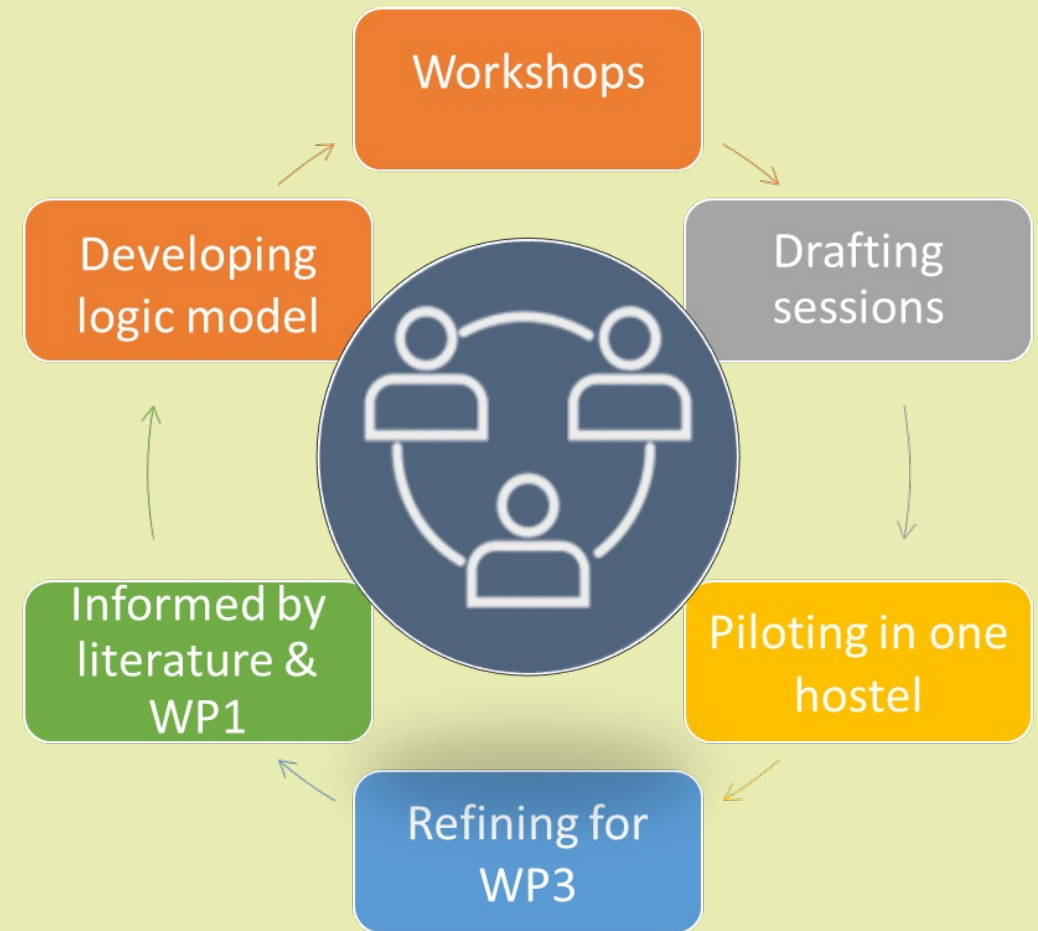 Workshops
Drafting
sessions
Piloting in one
hostel
Refining for
WP3
Informed by
literature &
WP1
Developing
logic model